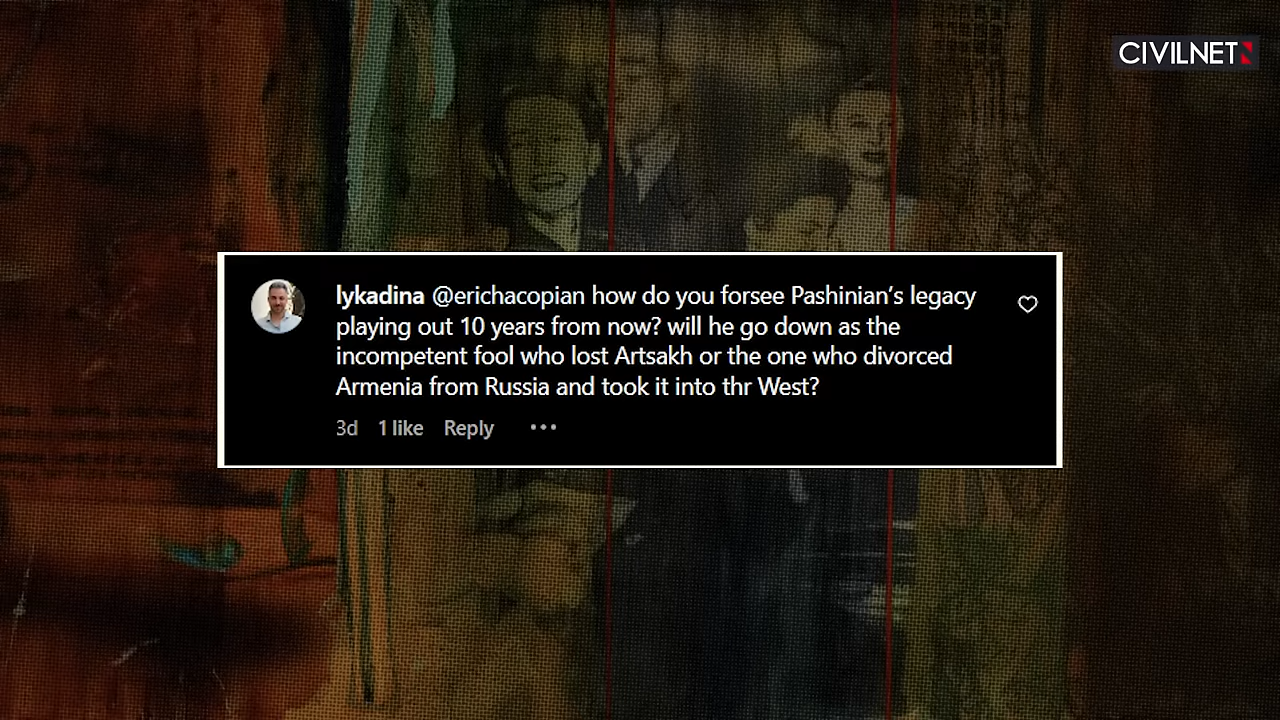 CIVILNET
lykadina @erichacopian how do you forsee Pashinian’s legacy
playing out 10 years from now? will he go down as the
incompetent fool who lost Artsakh or the one who divorced
Armenia from Russia and took it into thr West?
3d 1 like Reply •••